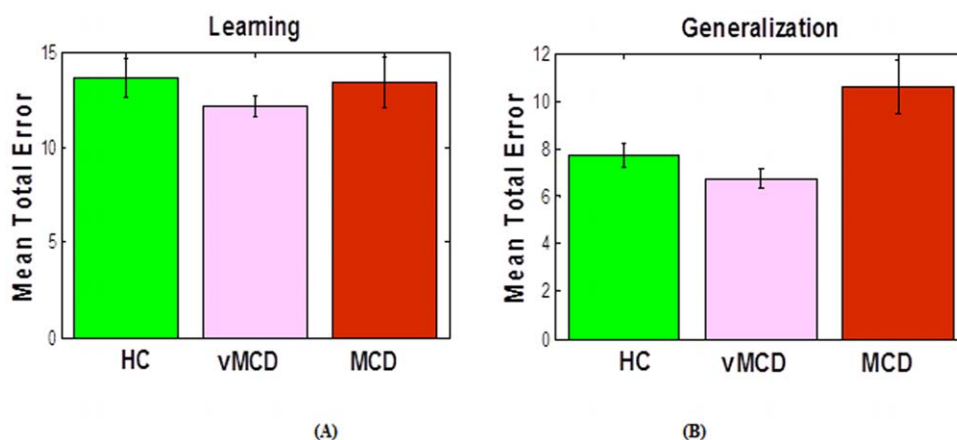 Learning
Mean Total Error
15
10
5
0
HC
vMCD
MCD
(A)
Generalization
Mean Total Error
12
10
8
6
4
2
0
HC
vMCD
MCD
(B)